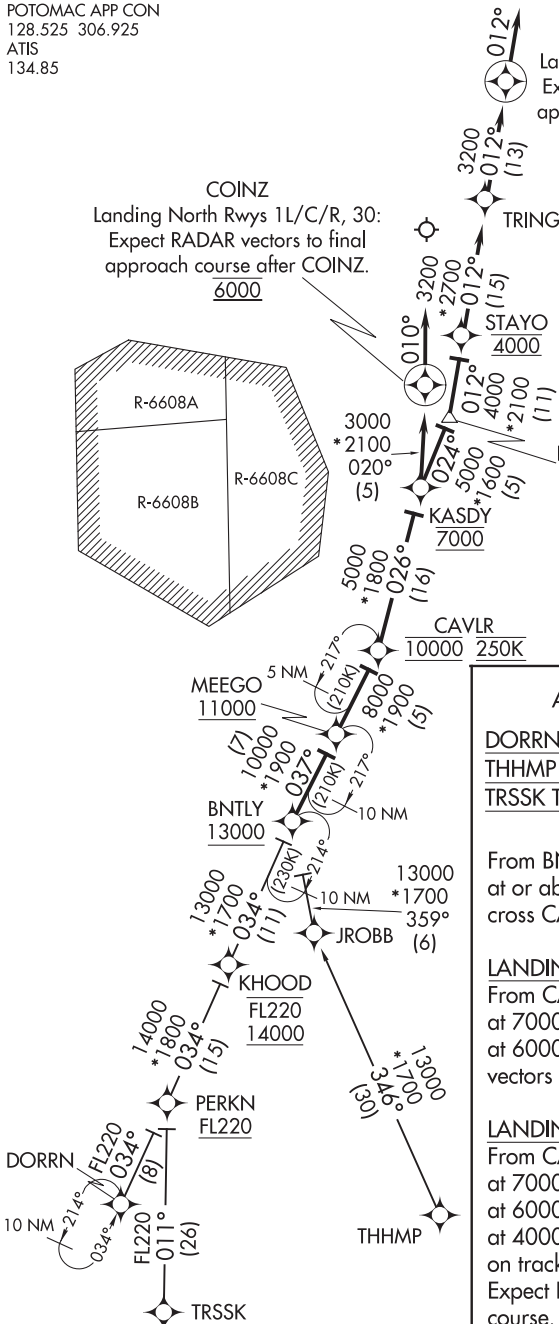 POTOMAC APP CON
128.525 306.925
ATIS
134.85
012°
La
Ex
ap
3200
012°
(13)
COINZ
Landing North Rwys 1L/C/R, 30:
Expect RADAR vectors to final
approach course after COINZ.
6000
TRING
3200
*2700
012°
(15)
STAYO
4000
010°
012°
4000
*2100
(11)
R-6608A
R-6608B
R-6608C
3000
*2100
020°
(5)
024°
5000
*1600
(5)
KASDY
7000
5000
*1800
026°
(16)
CAVLR
10000 250K
217°
5 NM
(210K)
MEEGO
11000
8000
*1900
(5)
(7)
10000
*1900
037°
217°
(210K)
10 NM
BNTLY
13000
214°
(230K)
10 NM
13000
*1700
359°
(6)
JROBB
13000
*1700
034°
(11)
KHOOD
FL220
14000
14000
*1800
034°
(15)
13000
*1700
346°
(30)
PERKN
FL220
DORRN
FL220
034°
(8)
214°
034°
10 NM
FL220
011°
(26)
THHMP
TRSSK
A
DORRN
THHMP
TRSSK T
From BN
at or ab
cross CA
LANDIN
From CA
at 7000
at 6000
vectors
LANDIN
From CA
at 7000
at 6000
at 4000
on track
Expect
course.